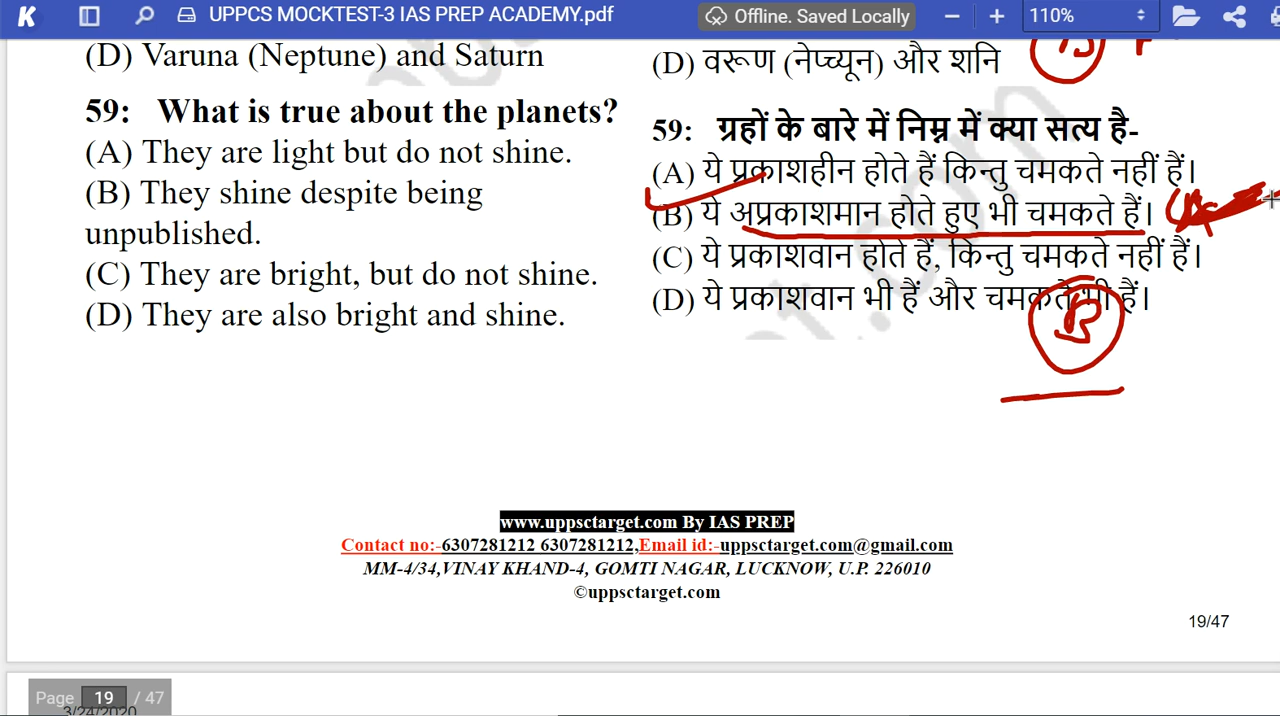 UPPCS MOCKTEST-3 IAS PREP ACADEMY.pdf
Offline. Saved Locally
110%
(D) Varuna (Neptune) and Saturn
59: What is true about the planets?
(A) They are light but do not shine.
(B) They shine despite being
unpublished.
(C) They are bright, but do not shine.
(D) They are also bright and shine.
(D) वरूण (नेप्च्यून) और शनि
59: ग्रहों के बारे में निम्न में क्या सत्य है-
(A) ये प्रकाशहीन होते हैं किन्तु चमकते नहीं हैं।
(B) ये अप्रकाशमान होते हुए भी चमकते हैं।
(C) ये प्रकाशवान होते हैं, किन्तु चमकते नहीं हैं।
(D) ये प्रकाशवान भी हैं और चमकते भी हैं।
B
www.uppsctarget.com By IAS PREP
Contact no:-6307281212 6307281212,Email id:-uppsctarget.com@gmail.com
MM-4/34,VINAY KHAND-4, GOMTI NAGAR, LUCKNOW, U.P. 226010
©uppsctarget.com
19/47
Page 19 / 47
3/24/2020